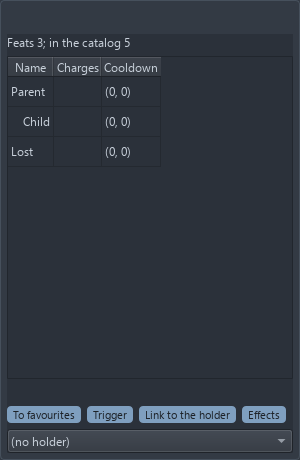 Feats 3; in the catalog 5
Name Charges Cooldown
Parent (0, 0)
Child (0, 0)
Lost (0, 0)
To favourites Trigger Link to the holder Effects
(no holder)